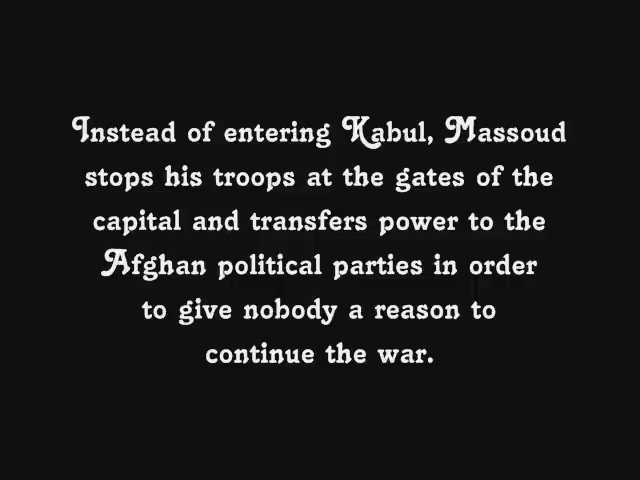 Instead of entering Kabul, Massoud
stops his troops at the gates of the
capital and transfers power to the
Afghan political parties in order
to give nobody a reason to
continue the war.